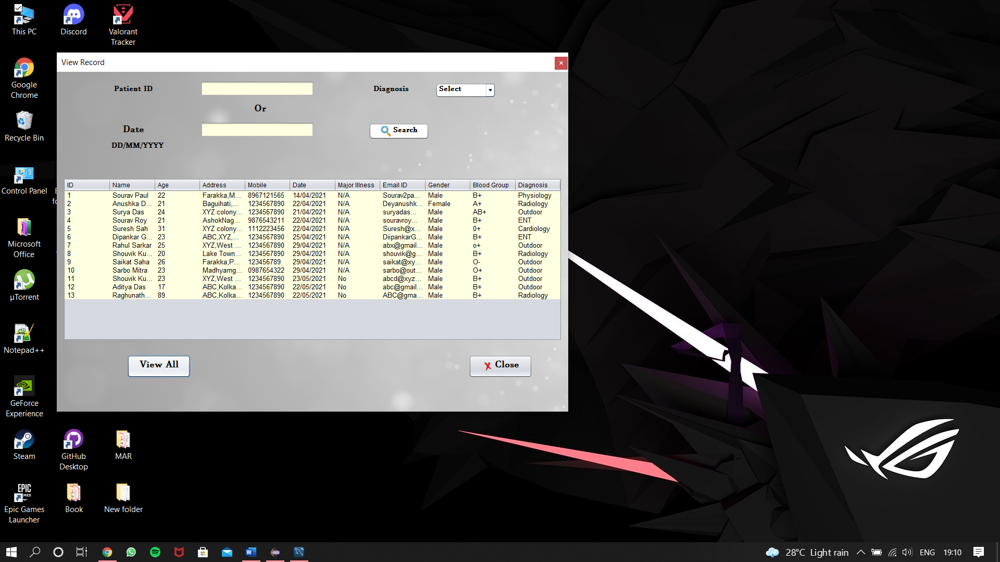 This PC
Discord
Valorant
Tracker
View Record
Google
Chrome
Patient ID
Diagnosis
Select
Or
Recycle Bin
Date
Search
DD/MM/YYYY
Control Panel
ID Name Age Address Mobile Date Major Illness Email ID Gender Blood Group Diagnosis
1 Sourav Paul 22 Farakka,M... 8967121565 14/04/2021 N/A Sourav2pa... Male B+ Physiology
2 Anushka D... 21 Baguihati,... 1234567890 22/04/2021 N/A Deyanushk... Female A+ Radiology
3 Surya Das 24 XYZ colony... 1234567890 21/04/2021 N/A suryadas... Male AB+ Outdoor
4 Sourav Roy 21 AshokNag... 9876543211 22/04/2021 N/A souravroy... Male B+ ENT
5 Suresh Sah 31 XYZ colony... 1112223456 22/04/2021 N/A Suresh@x... Male 0+ Cardiology
6 Dipankar G... 23 ABC,XYZ,... 1234567890 25/04/2021 N/A DiipankarG... Male B+ ENT
7 Rahul Sarkar 25 XYZ,West ... 1234567890 29/04/2021 N/A abx@gmail... Male o+ Outdoor
8 Shouvik Ku... 20 Lake Town... 1234567890 29/04/2021 N/A shouvik@g... Male B+ Radiology
9 Saikat Saha 26 Farakka,P... 123456789 29/04/2021 N/A saikat@xy... Male O- Outdoor
10 Sarbo Mitra 23 Madhyamg... 0987654322 29/04/2021 N/A sarbo@out... Male O+ Outdoor
11 Shouvik Ku... 23 XYZ,West ... 1234567890 23/05/2021 No abcd@xyz... Male B+ Outdoor
12 Aditya Das 17 ABC,Kolka... 1234567890 22/05/2021 No abc@gmail... Male B+ Outdoor
13 Raghunath... 89 ABC,Kolka... 1234567890 22/05/2021 No ABC@gma... Male B+ Radiology
Microsoft
Office
µTorrent
Notepad++
View All
Close
GeForce
Experience
Steam
GitHub
Desktop
MAR
EPIC
Epic Games
Launcher
Book
New folder
28°C Light rain
ENG
19:10